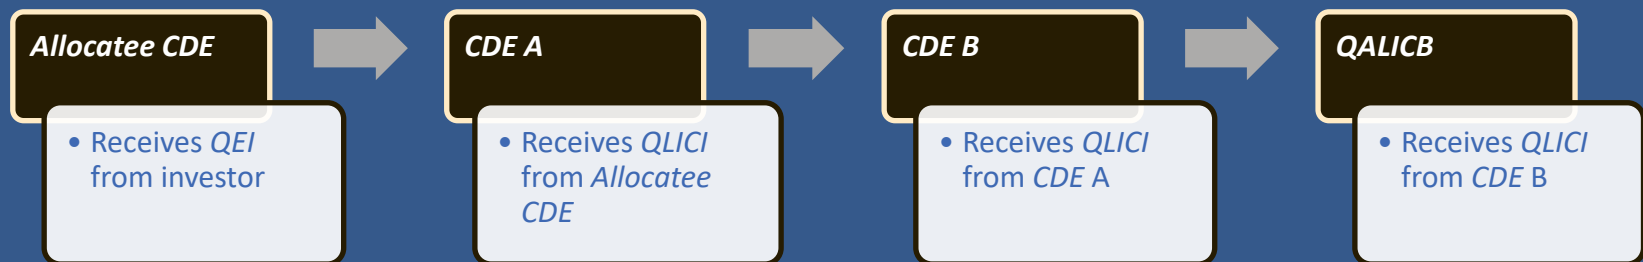 Allocatee CDE
• Receives QEI
from investor
CDE A
• Receives QLICI
from Allocatee
CDE
CDE B
• Receives QLICI
from CDE A
QALICB
• Receives QLICI
from CDE B